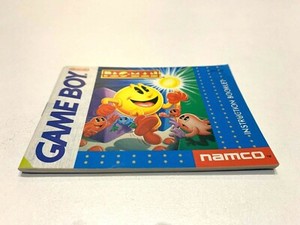 GAME BOY
PAC-MAN
INSTRUCTION BOOKLET
namco